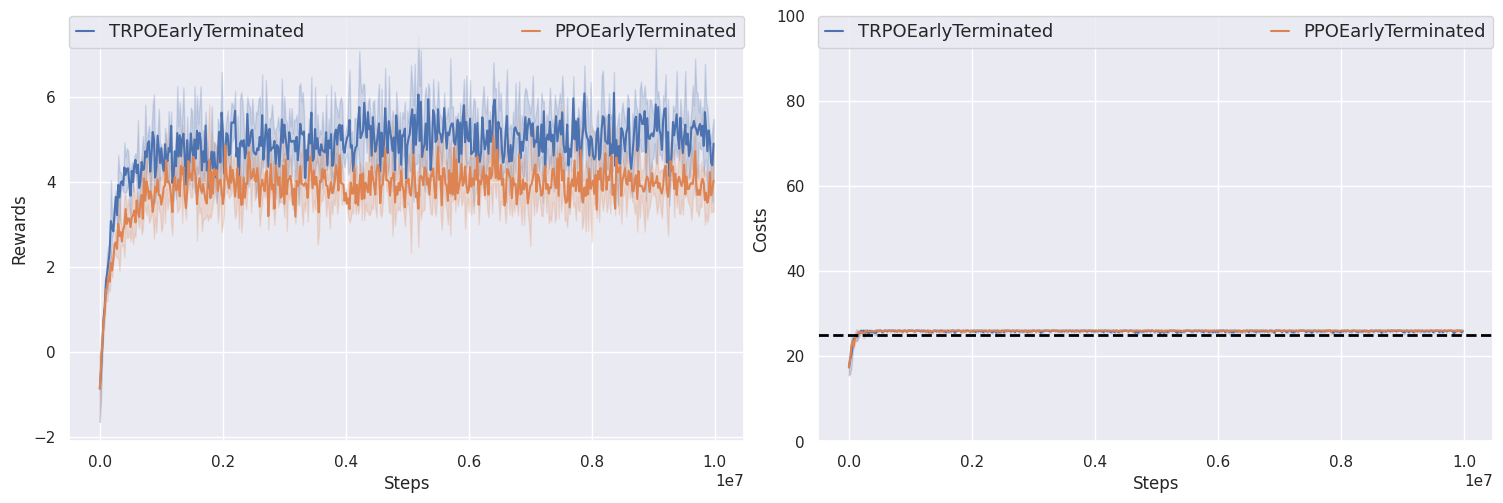 TRPOEarlyTerminated PPOEarlyTerminated
Rewards
6
4
2
0
−2
0.0 0.2 0.4 0.6 0.8 1.0
1e7
Steps
TRPOEarlyTerminated PPOEarlyTerminated
Costs
100
80
60
40
20
0
0.0 0.2 0.4 0.6 0.8 1.0
1e7
Steps